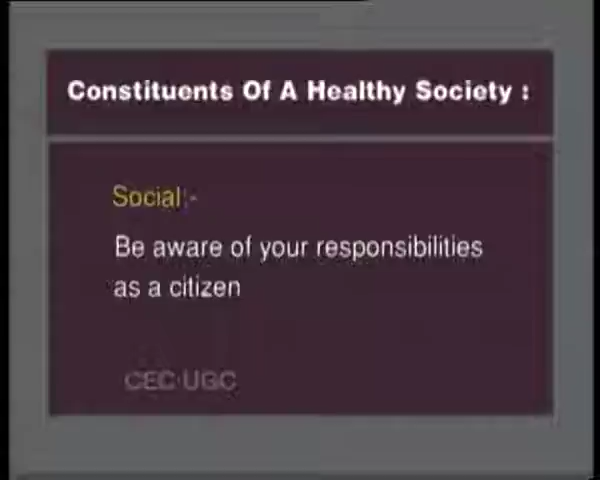 Constituents Of A Healthy Society :
Social:-
Be aware of your responsibilities
as a citizen
CEC-UGC